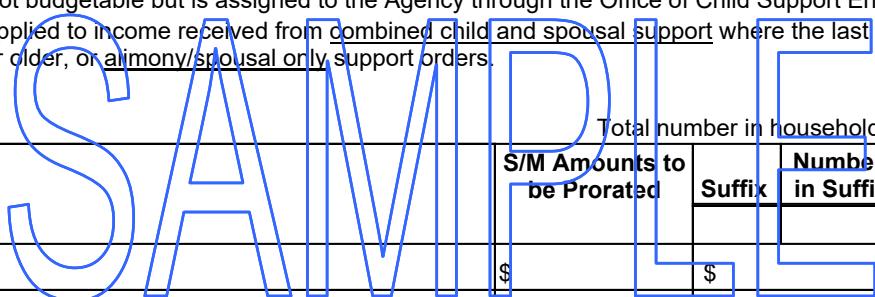 ot budgetable but is assigned to the Agency through the Office of Child Support En
pplied to income received from combined child and spousal support where the last
r older, or alimony/spousal only support orders.
Total number in household
S/M Amounts to be Prorated Suffix Numbe in Suffi
$ $
SAMPLE